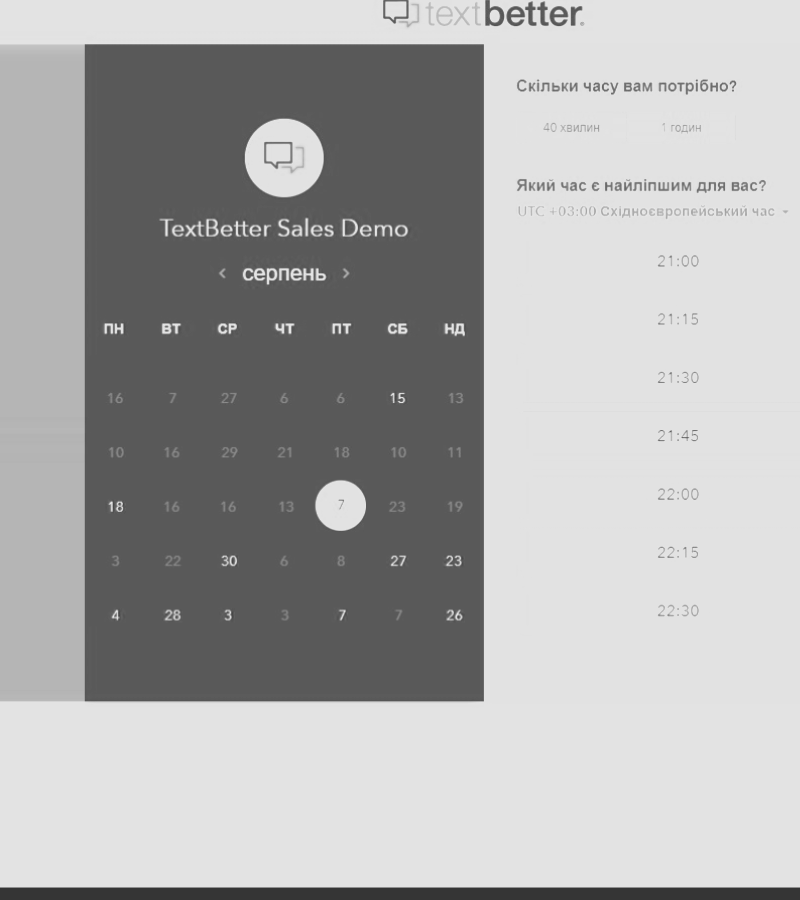 textbetter.
TextBetter Sales Demo
серпень
ПН ВТ СР ЧТ ПТ СБ НД
16 7 27 6 6 15 13
10 16 29 21 18 10 11
18 16 16 13 7 23 19
3 22 30 6 8 27 23
4 28 3 3 7 7 26
Скільки часу вам потрібно?
40 хвилин 1 годин
Який час є найліпшим для вас?
UTC +03:00 Східноєвропейський час
21:00
21:15
21:30
21:45
22:00
22:15
22:30